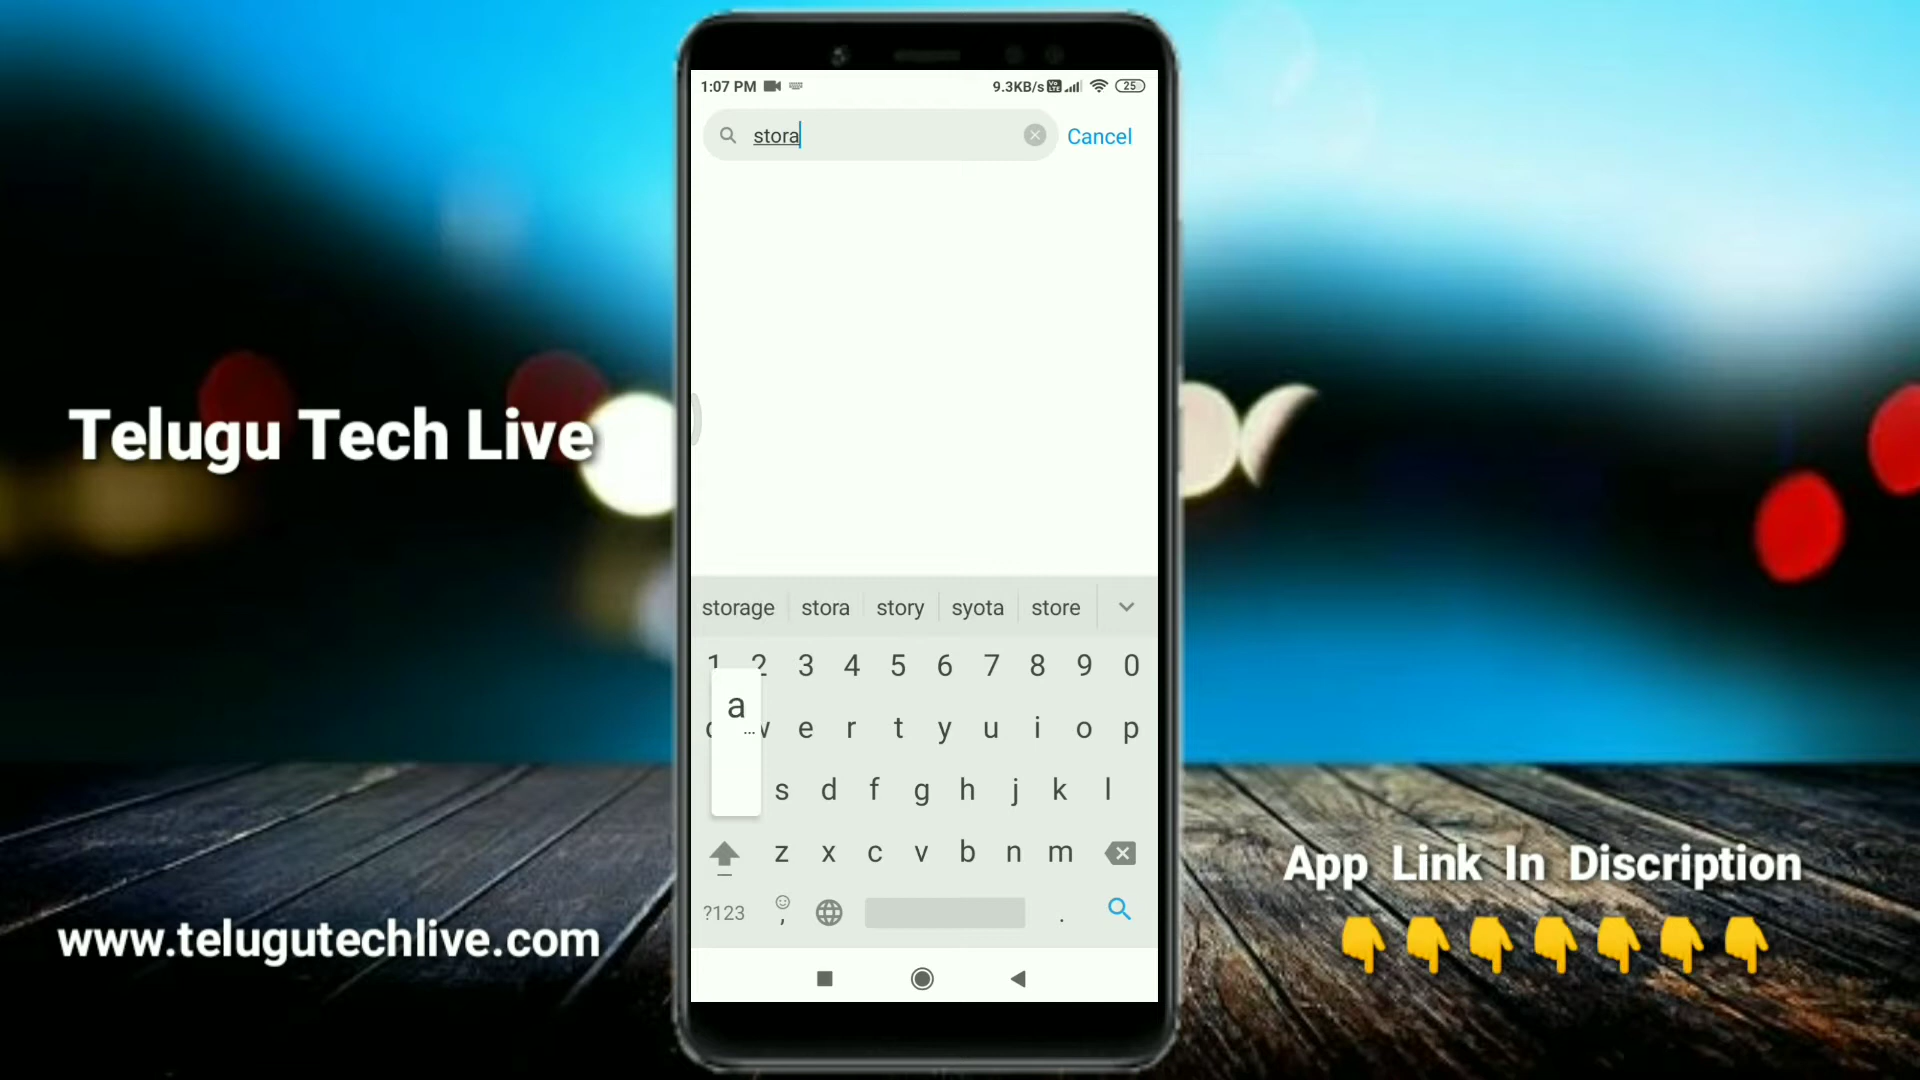 1:07 PM 9.3KB/s 25
stora Cancel
storage stora story syota store
1 2 3 4 5 6 7 8 9 0
a
e r t y u i o p
s d f g h j k l
z x c v b n m
?123 , .
Telugu Tech Live
www.telugutechlive.com
App Link In Discription